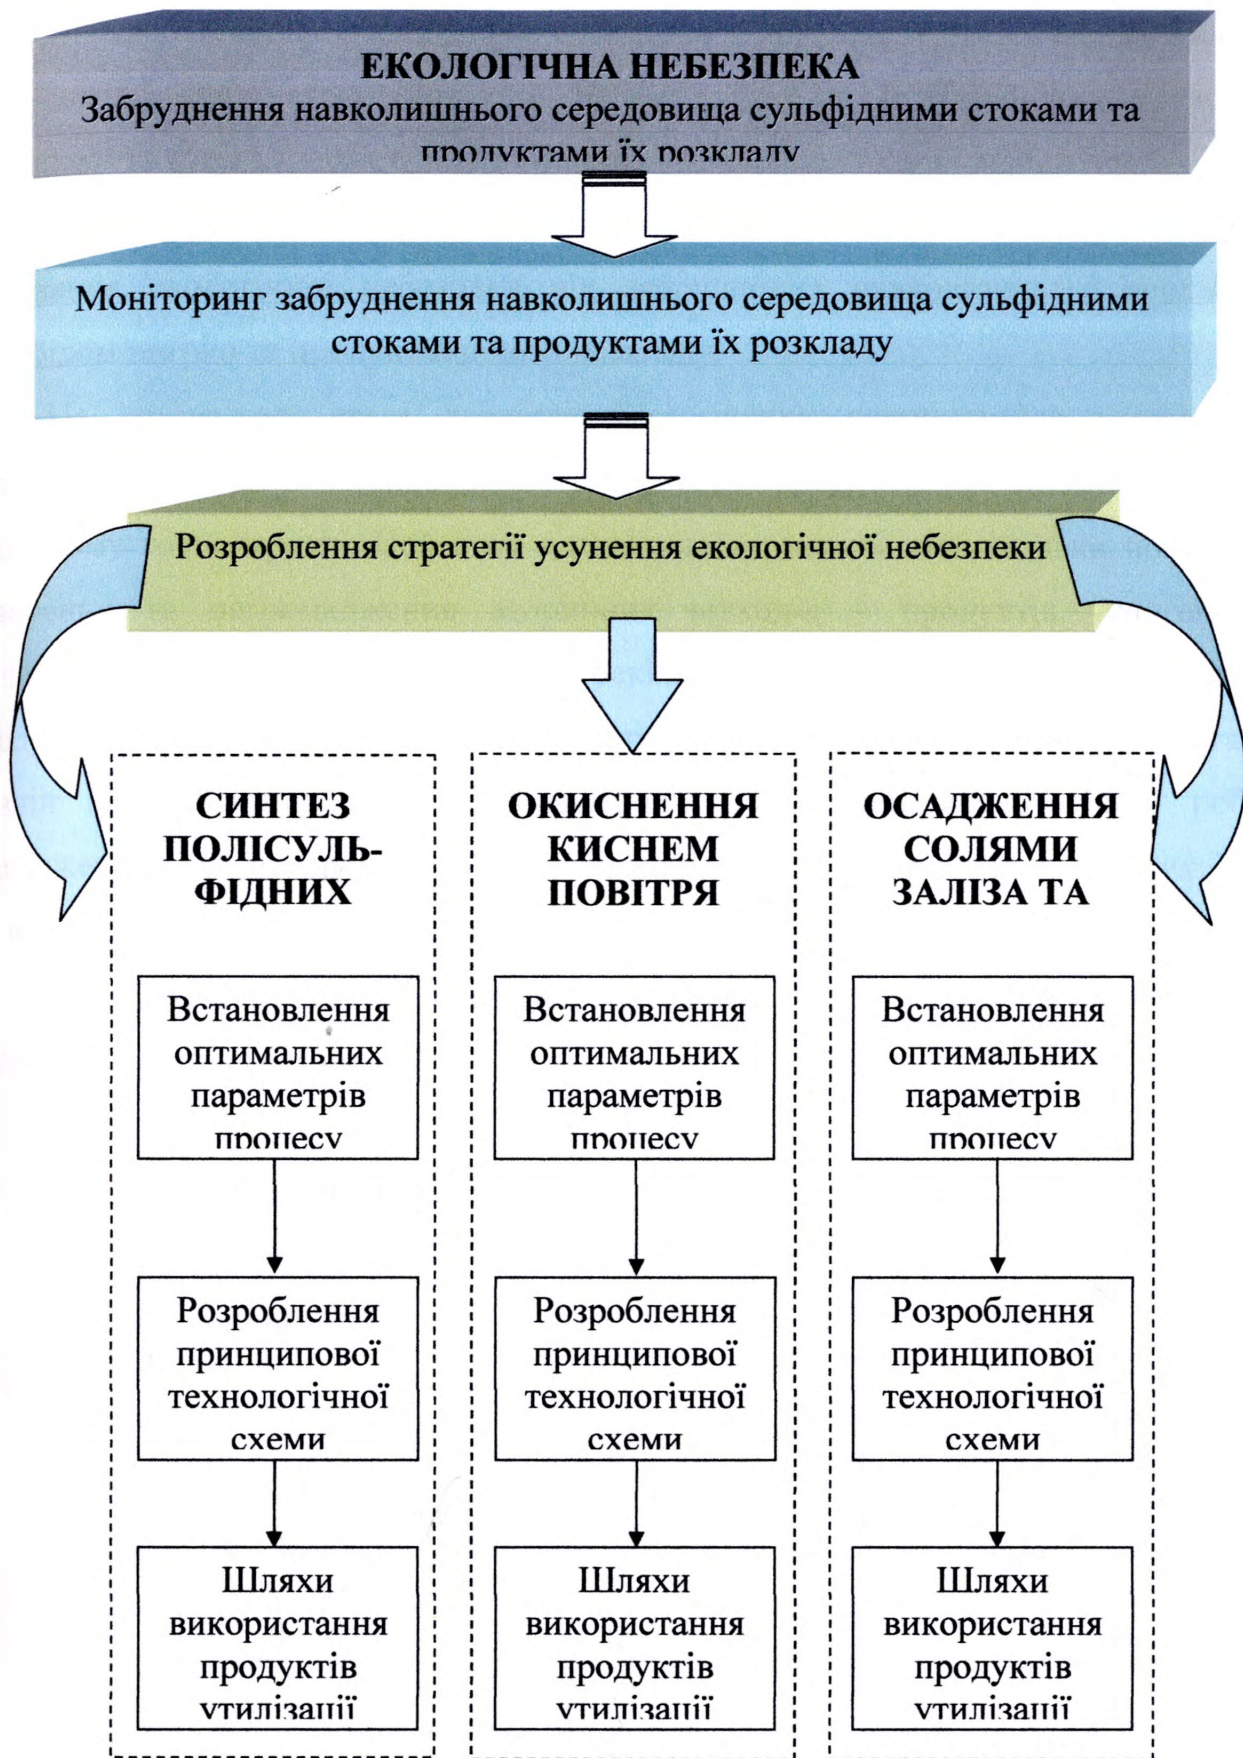 ЕКОЛОГІЧНА НЕБЕЗПЕКА
Забруднення навколишнього середовища сульфідними стоками та
продуктами їх розкладу
Моніторинг забруднення навколишнього середовища сульфідними
стоками та продуктами їх розкладу
Розроблення стратегії усунення екологічної небезпеки
СИНТЕЗ
ПОЛІСУЛЬ-
ФІДНИХ
Встановлення
оптимальних
параметрів
процесу
Розроблення
принципової
технологічної
схеми
Шляхи
використання
продуктів
утилізації
ОКИСНЕННЯ
КИСНЕМ
ПОВІТРЯ
Встановлення
оптимальних
параметрів
процесу
Розроблення
принципової
технологічної
схеми
Шляхи
використання
продуктів
утилізації
ОСАДЖЕННЯ
СОЛЯМИ
ЗАЛІЗА ТА
Встановлення
оптимальних
параметрів
процесу
Розроблення
принципової
технологічної
схеми
Шляхи
використання
продуктів
утилізації